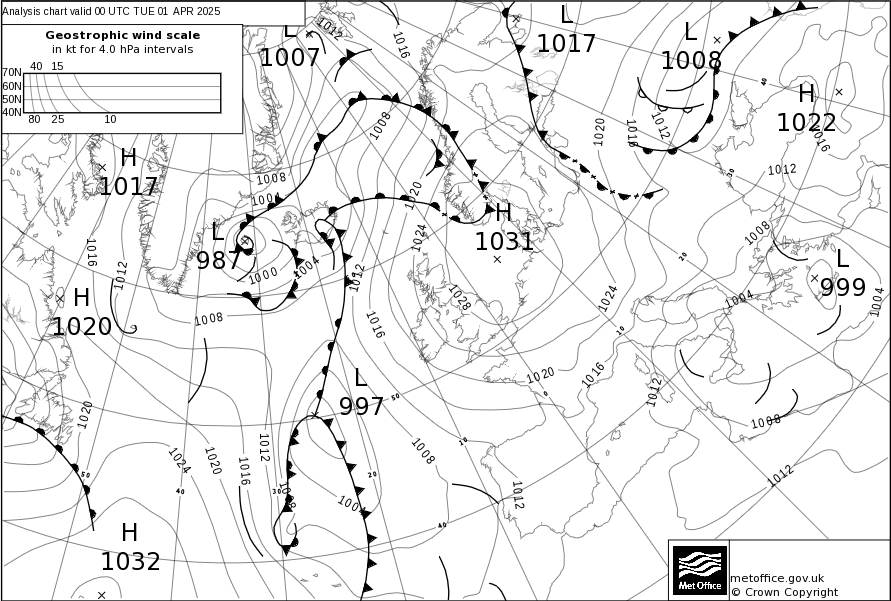 Analysis chart valid 00 UTC TUE 01 APR 2025
Geostrophic wind scale
in kt for 4.0 hPa intervals
40 15
70N
60N
50N
40N
80 25 10
L
1007
1012
1016
L
1017
L
1008
H
1022
1016
40
1008
1020
1016
1012
1012
30
H
1017
1008
1004
1020
H
1031
1024
1008
L
987
1000
1004
1012
1016
1012
20
L
999
1004
1004
H
1020
1008
1016
1028
1024
10
1020
1016
1012
0
L
997
50
1020
1008
1008
10
1024
1020
1016
1012
50
40
30
20
1008
1004
1012
1012
40
H
1032
Met Office
metoffice.gov.uk
© Crown Copyright